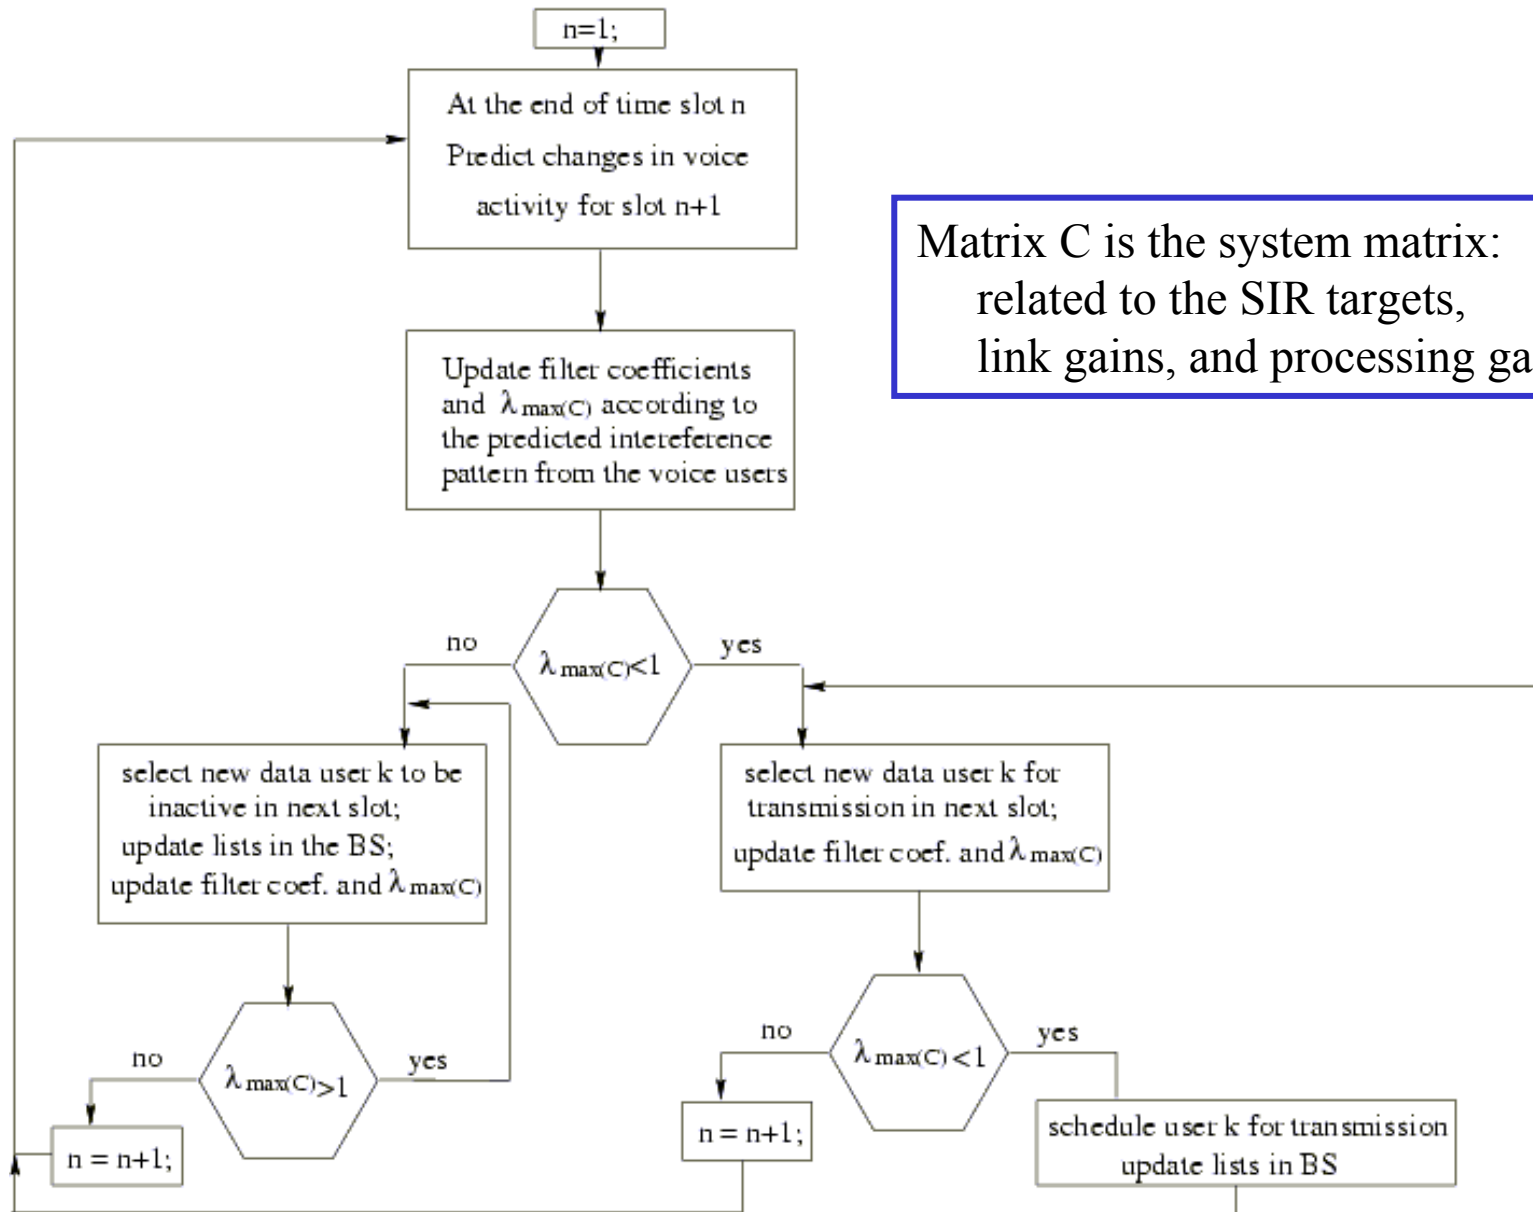 n=1;
At the end of time slot n
Predict changes in voice
activity for slot n+1
Matrix C is the system matrix:
related to the SIR targets,
link gains, and processing ga
Update filter coefficients
and λ max(C) according to
the predicted intereference
pattern from the voice users
no
yes
λ max(C)<1
select new data user k to be
inactive in next slot;
update lists in the BS;
update filter coef. and λ max(C)
select new data user k for
transmission in next slot;
update filter coef. and λ max(C)
no
yes
λ max(C)>1
no
yes
λ max(C) <1
n = n+1;
n = n+1;
schedule user k for transmission
update lists in BS